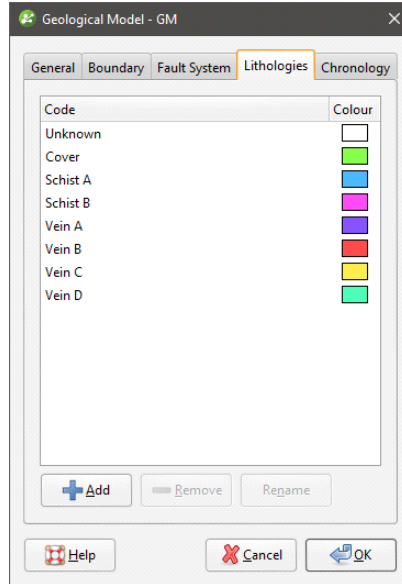 Geological Model - GM
General Boundary Fault System Lithologies Chronology
Code Colour
Unknown
Cover
Schist A
Schist B
Vein A
Vein B
Vein C
Vein D
Add Remove Rename
Help Cancel OK